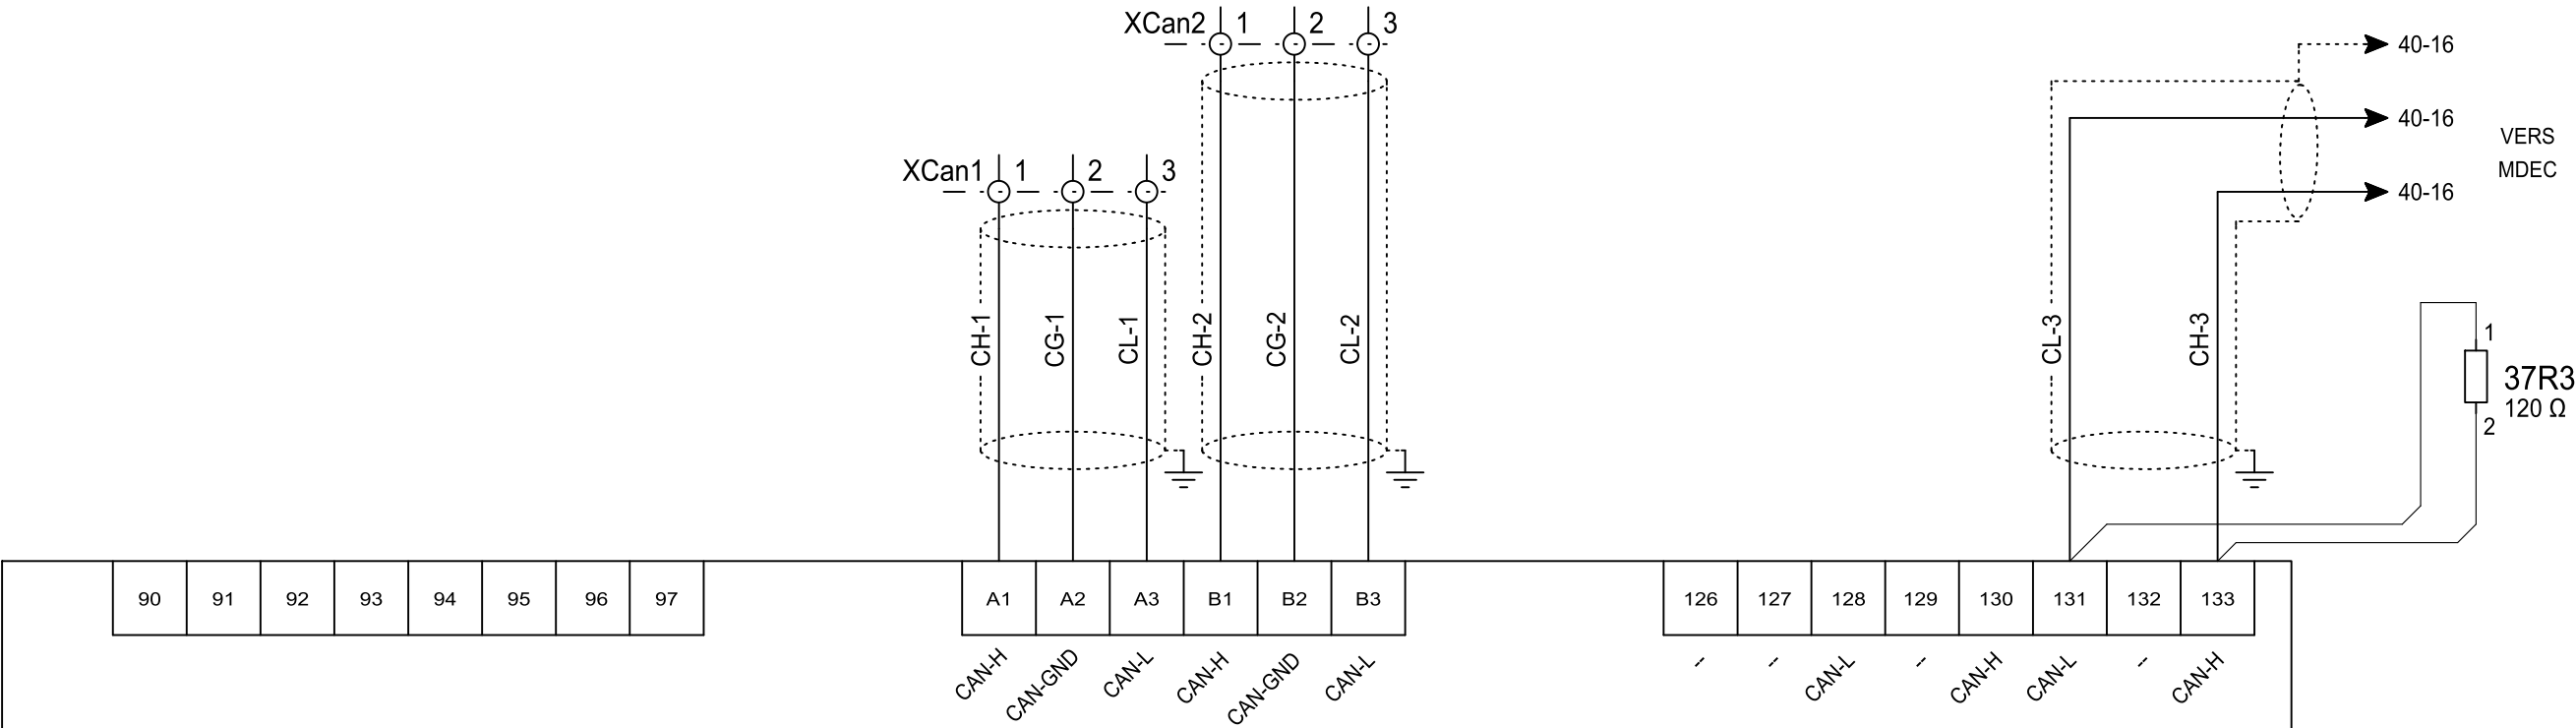 XCan2 1 2 3
40-16
40-16
VERS
MDEC
XCan1 1 2 3
40-16
CH-1
CG-1
CL-1
CH-2
CG-2
CL-2
CL-3
CH-3
1
37R3
120 Ω
2
90 91 92 93 94 95 96 97 A1 A2 A3 B1 B2 B3 126 127 128 129 130 131 132 133
CAN-H
CAN-GND
CAN-L
CAN-H
CAN-GND
CAN-L
--
--
CAN-L
--
CAN-H
CAN-L
--
CAN-H